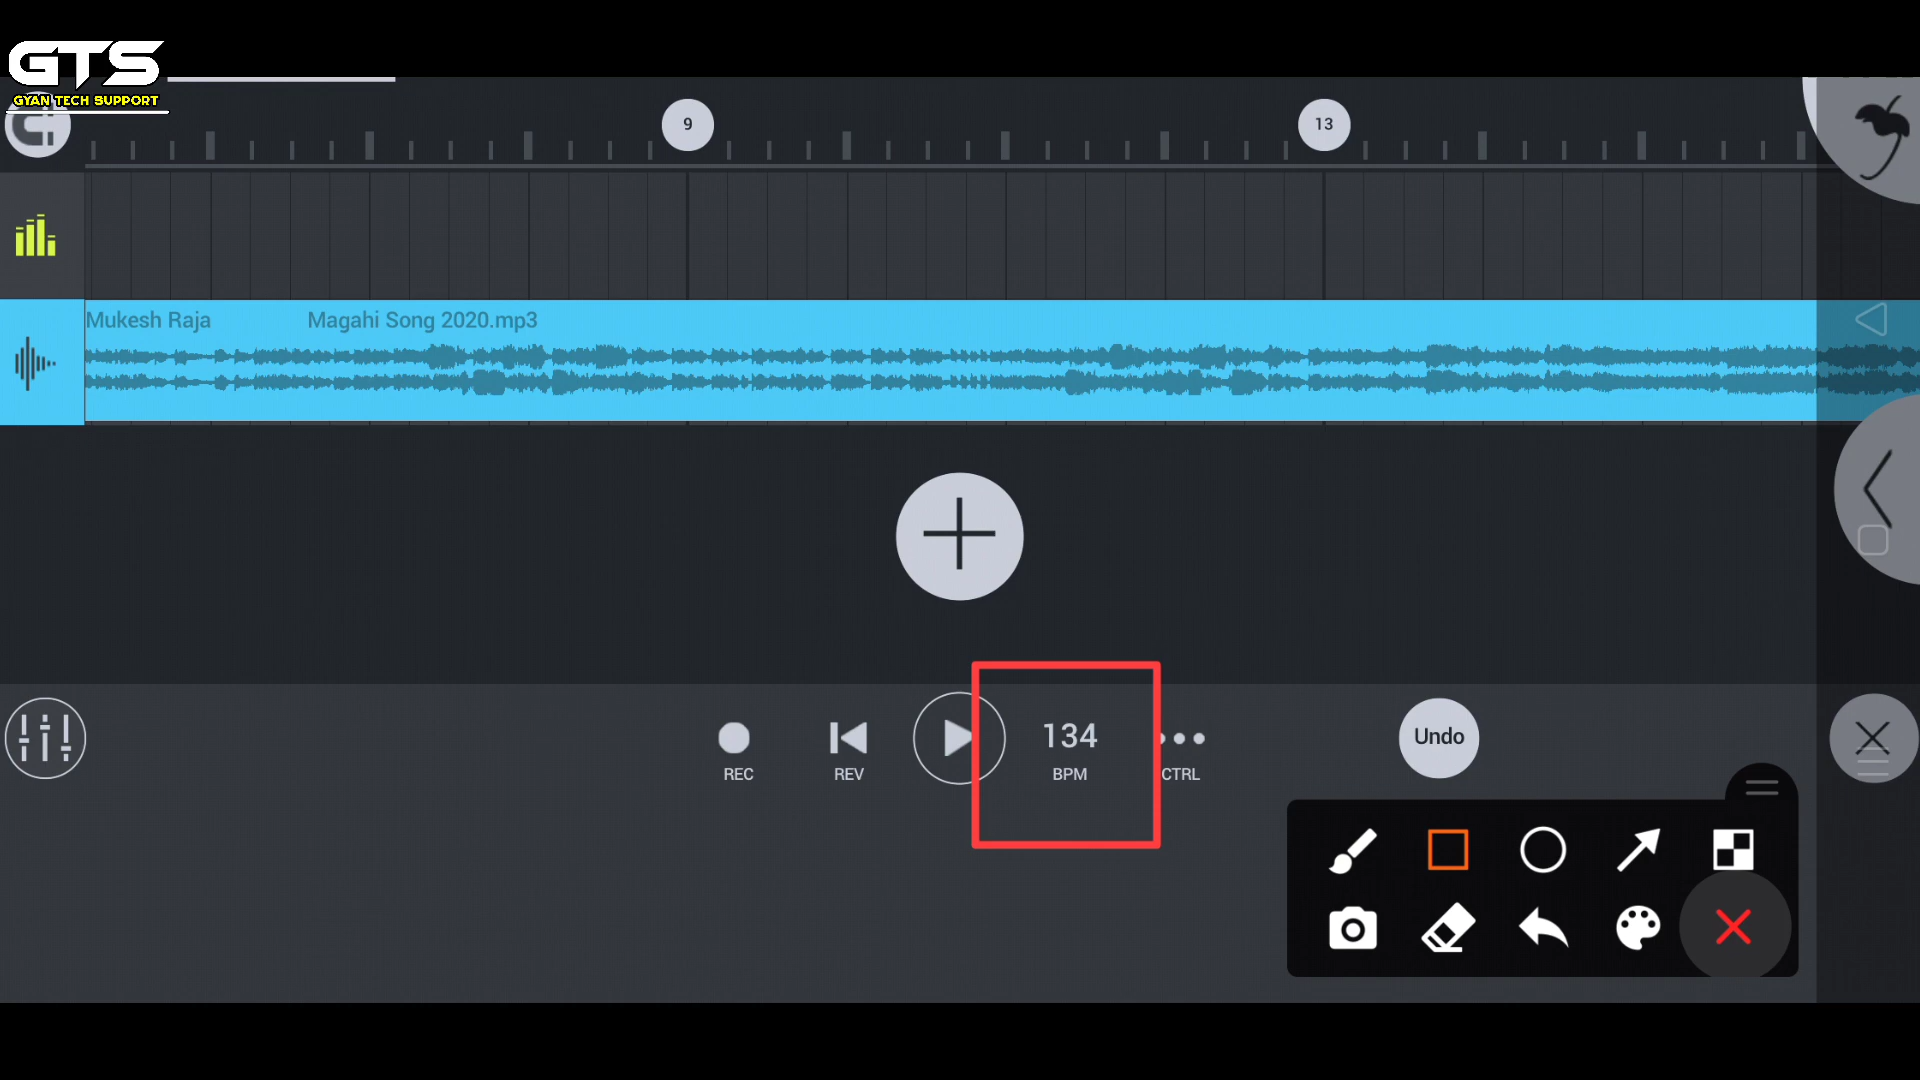 GTS
GYAN TECH SUPPORT
9
13
Mukesh Raja Magahi Song 2020.mp3
134
Undo
REC
REV
BPM
CTRL